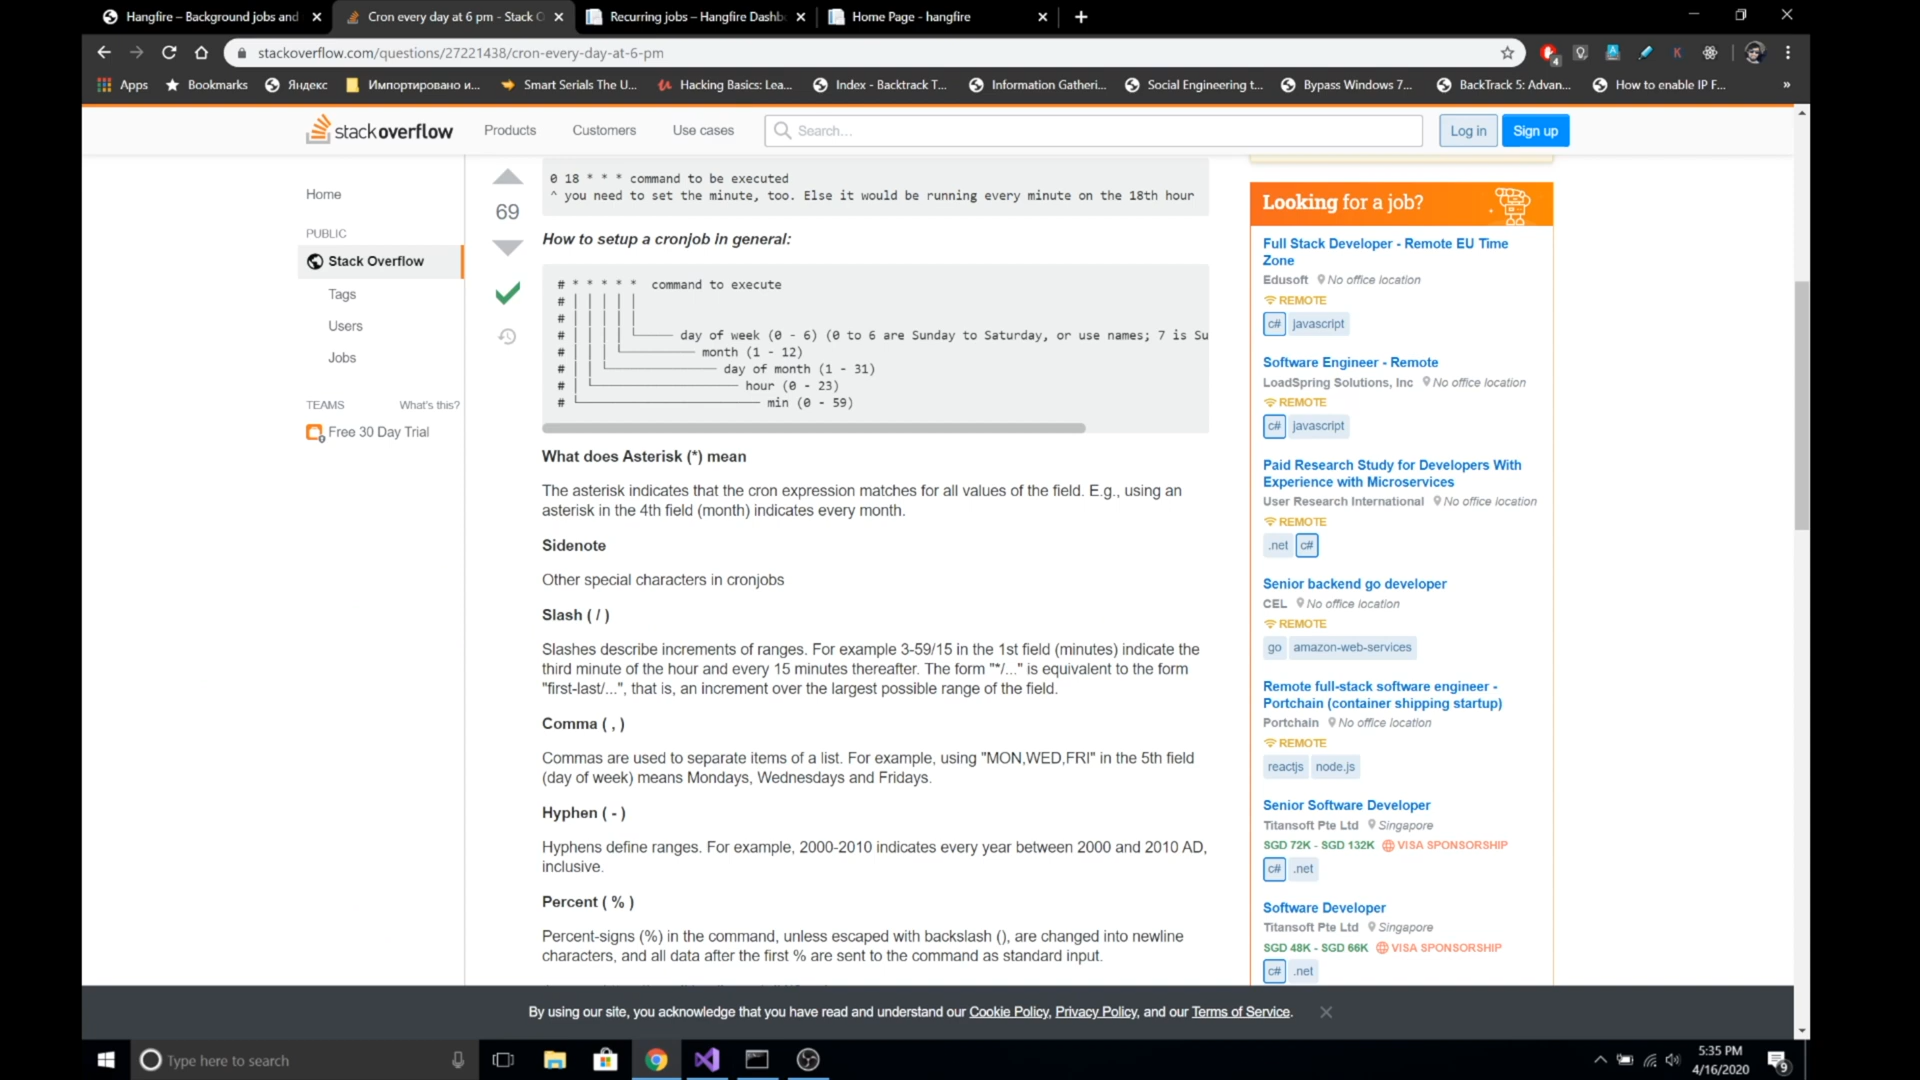 Hangfire – Background jobs and
Cron every day at 6 pm - Stack O
Recurring jobs – Hangfire Dashb
Home Page - hangfire
stackoverflow.com/questions/27221438/cron-every-day-at-6-pm
4
K
Apps
Bookmarks
Яндекс
Импортировано и...
Smart Serials The U...
Hacking Basics: Lea...
Index - Backtrack T...
Information Gatheri...
Social Engineering t...
Bypass Windows 7...
BackTrack 5: Advan...
How to enable IP F...
»
stackoverflow
Products
Customers
Use cases
Search...
Log in
Sign up
Home
PUBLIC
Stack Overflow
Tags
Users
Jobs
TEAMS
What's this?
Free 30 Day Trial
69
0 18 * * * command to be executed
^ you need to set the minute, too. Else it would be running every minute on the 18th hour
How to setup a cronjob in general:
# * * * * *  command to execute
# │ │ │ │ │
# │ │ │ │ │
# │ │ │ │ └───── day of week (0 - 6) (0 to 6 are Sunday to Saturday, or use names; 7 is Su
# │ │ │ └────────── month (1 - 12)
# │ │ └─────────────── day of month (1 - 31)
# │ └──────────────────── hour (0 - 23)
# └───────────────────────── min (0 - 59)
What does Asterisk (*) mean
The asterisk indicates that the cron expression matches for all values of the field. E.g., using an
asterisk in the 4th field (month) indicates every month.
Sidenote
Other special characters in cronjobs
Slash ( / )
Slashes describe increments of ranges. For example 3-59/15 in the 1st field (minutes) indicate the
third minute of the hour and every 15 minutes thereafter. The form "*/..." is equivalent to the form
"first-last/...", that is, an increment over the largest possible range of the field.
Comma ( , )
Commas are used to separate items of a list. For example, using "MON,WED,FRI" in the 5th field
(day of week) means Mondays, Wednesdays and Fridays.
Hyphen ( - )
Hyphens define ranges. For example, 2000-2010 indicates every year between 2000 and 2010 AD,
inclusive.
Percent ( % )
Percent-signs (%) in the command, unless escaped with backslash (), are changed into newline
characters, and all data after the first % are sent to the command as standard input.
Looking for a job?
Full Stack Developer - Remote EU Time
Zone
Edusoft No office location
REMOTE
c# javascript
Software Engineer - Remote
LoadSpring Solutions, Inc No office location
REMOTE
c# javascript
Paid Research Study for Developers With
Experience with Microservices
User Research International No office location
REMOTE
.net c#
Senior backend go developer
CEL No office location
REMOTE
go amazon-web-services
Remote full-stack software engineer -
Portchain (container shipping startup)
Portchain No office location
REMOTE
reactjs node.js
Senior Software Developer
Titansoft Pte Ltd Singapore
SGD 72K - SGD 132K VISA SPONSORSHIP
c# .net
Software Developer
Titansoft Pte Ltd Singapore
SGD 48K - SGD 66K VISA SPONSORSHIP
c# .net
By using our site, you acknowledge that you have read and understand our Cookie Policy, Privacy Policy, and our Terms of Service.
Type here to search
5:35 PM
4/16/2020
9